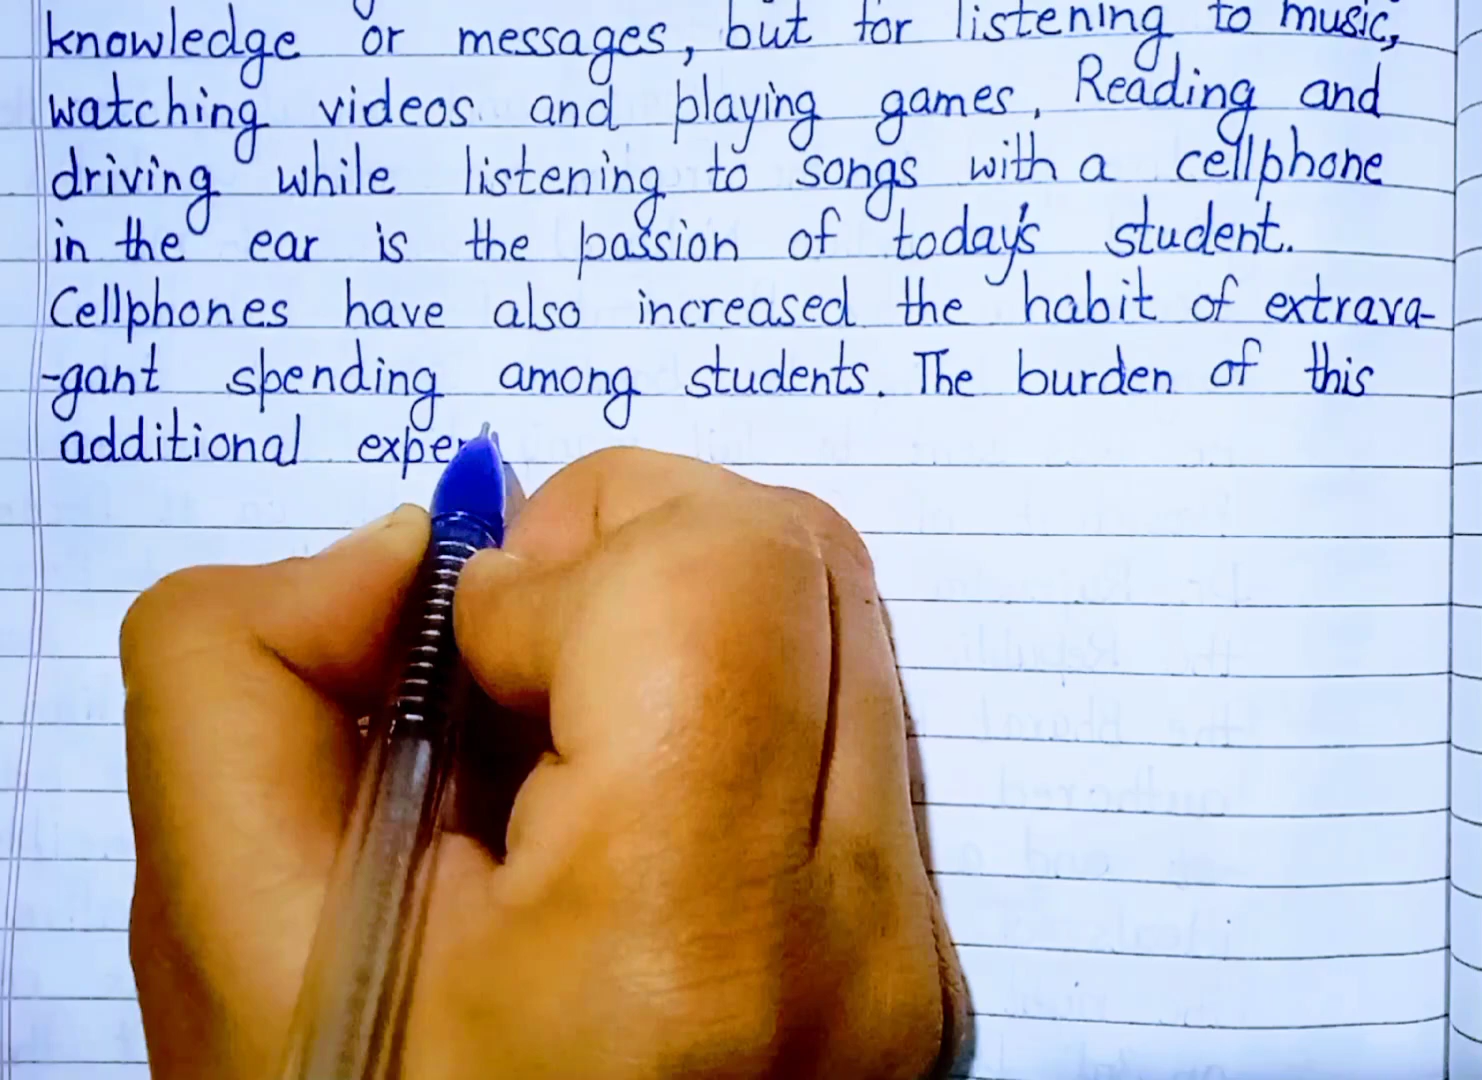 knowledge or messages, but for listening to music,
watching videos and playing games. Reading and
driving while listening to songs with a cellphone
in the ear is the passion of today's student.
Cellphones have also increased the habit of extrava-
-gant spending among students. The burden of this
additional expen